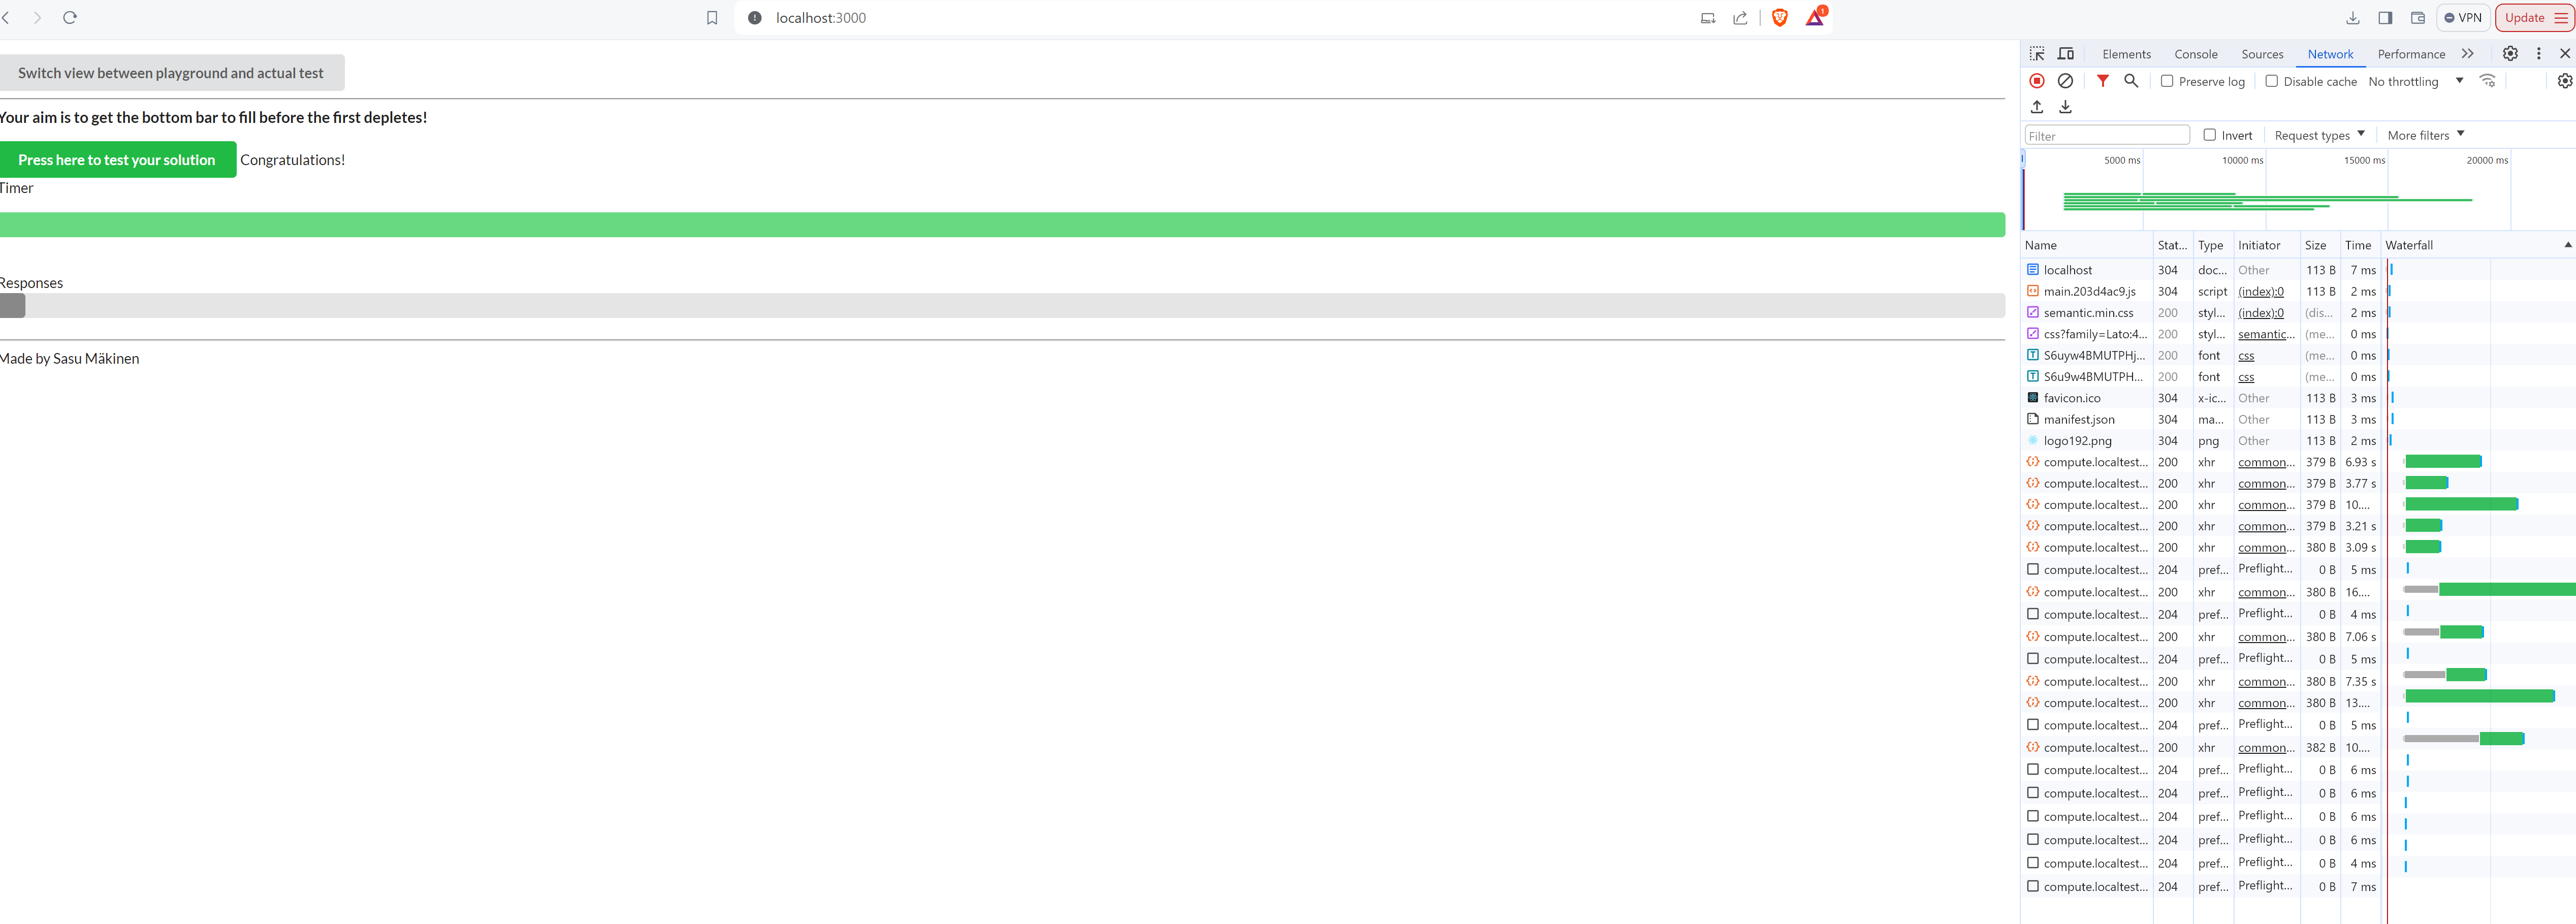 localhost:3000
1
VPN
Update
Switch view between playground and actual test
Your aim is to get the bottom bar to fill before the first depletes!
Press here to test your solution
Congratulations!
Timer
Responses
Made by Sasu Mäkinen
Elements Console Sources Network Performance
Preserve log Disable cache No throttling
Filter
Invert Request types More filters
5000 ms 10000 ms 15000 ms 20000 ms
Name Stat... Type Initiator Size Time Waterfall
localhost 304 doc... Other 113 B 7 ms
main.203d4ac9.js 304 script (index):0 113 B 2 ms
semantic.min.css 200 styl... (index):0 (dis... 2 ms
css?family=Lato:4... 200 styl... semantic... (me... 0 ms
S6uyw4BMUTPHj... 200 font css (me... 0 ms
S6u9w4BMUTPH... 200 font css (me... 0 ms
favicon.ico 304 x-ic... Other 113 B 3 ms
manifest.json 304 ma... Other 113 B 3 ms
logo192.png 304 png Other 113 B 2 ms
compute.localtest... 200 xhr common... 379 B 6.93 s
compute.localtest... 200 xhr common... 379 B 3.77 s
compute.localtest... 200 xhr common... 379 B 10....
compute.localtest... 200 xhr common... 379 B 3.21 s
compute.localtest... 200 xhr common... 380 B 3.09 s
compute.localtest... 204 pref... Preflight... 0 B 5 ms
compute.localtest... 200 xhr common... 380 B 16....
compute.localtest... 204 pref... Preflight... 0 B 4 ms
compute.localtest... 200 xhr common... 380 B 7.06 s
compute.localtest... 204 pref... Preflight... 0 B 5 ms
compute.localtest... 200 xhr common... 380 B 7.35 s
compute.localtest... 200 xhr common... 380 B 13....
compute.localtest... 204 pref... Preflight... 0 B 5 ms
compute.localtest... 200 xhr common... 382 B 10....
compute.localtest... 204 pref... Preflight... 0 B 6 ms
compute.localtest... 204 pref... Preflight... 0 B 6 ms
compute.localtest... 204 pref... Preflight... 0 B 6 ms
compute.localtest... 204 pref... Preflight... 0 B 6 ms
compute.localtest... 204 pref... Preflight... 0 B 4 ms
compute.localtest... 204 pref... Preflight... 0 B 7 ms